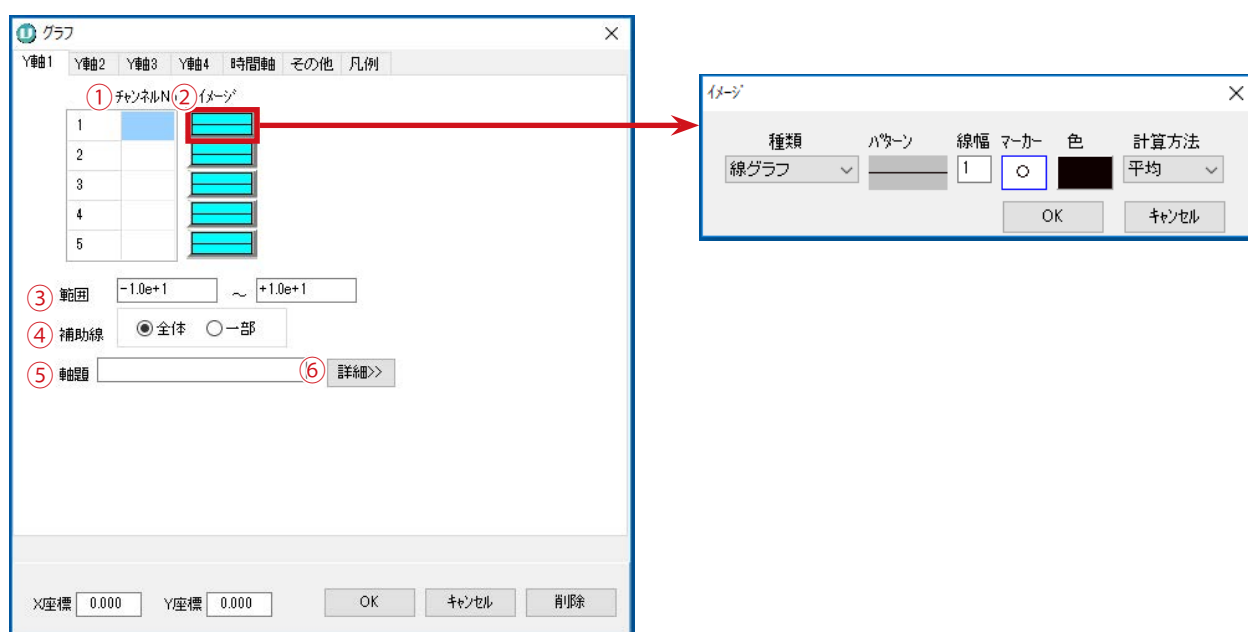 グラフ
Y軸1 Y軸2 Y軸3 Y軸4 時間軸 その他 凡例
① ﾁｬﾝﾈﾙN ② ｲﾒｰｼﾞ
1
2
3
4
5
③ 範囲 -1.0e+1 ～ +1.0e+1
④ 補助線 全体 一部
⑤ 軸題 ⑥ 詳細>>
X座標 0.000 Y座標 0.000 OK ｷｬﾝｾﾙ 削除
ｲﾒｰｼﾞ
種類 ﾊﾟﾀｰﾝ 線幅 ﾏｰｶｰ 色 計算方法
線グラフ 1 平均
OK ｷｬﾝｾﾙ